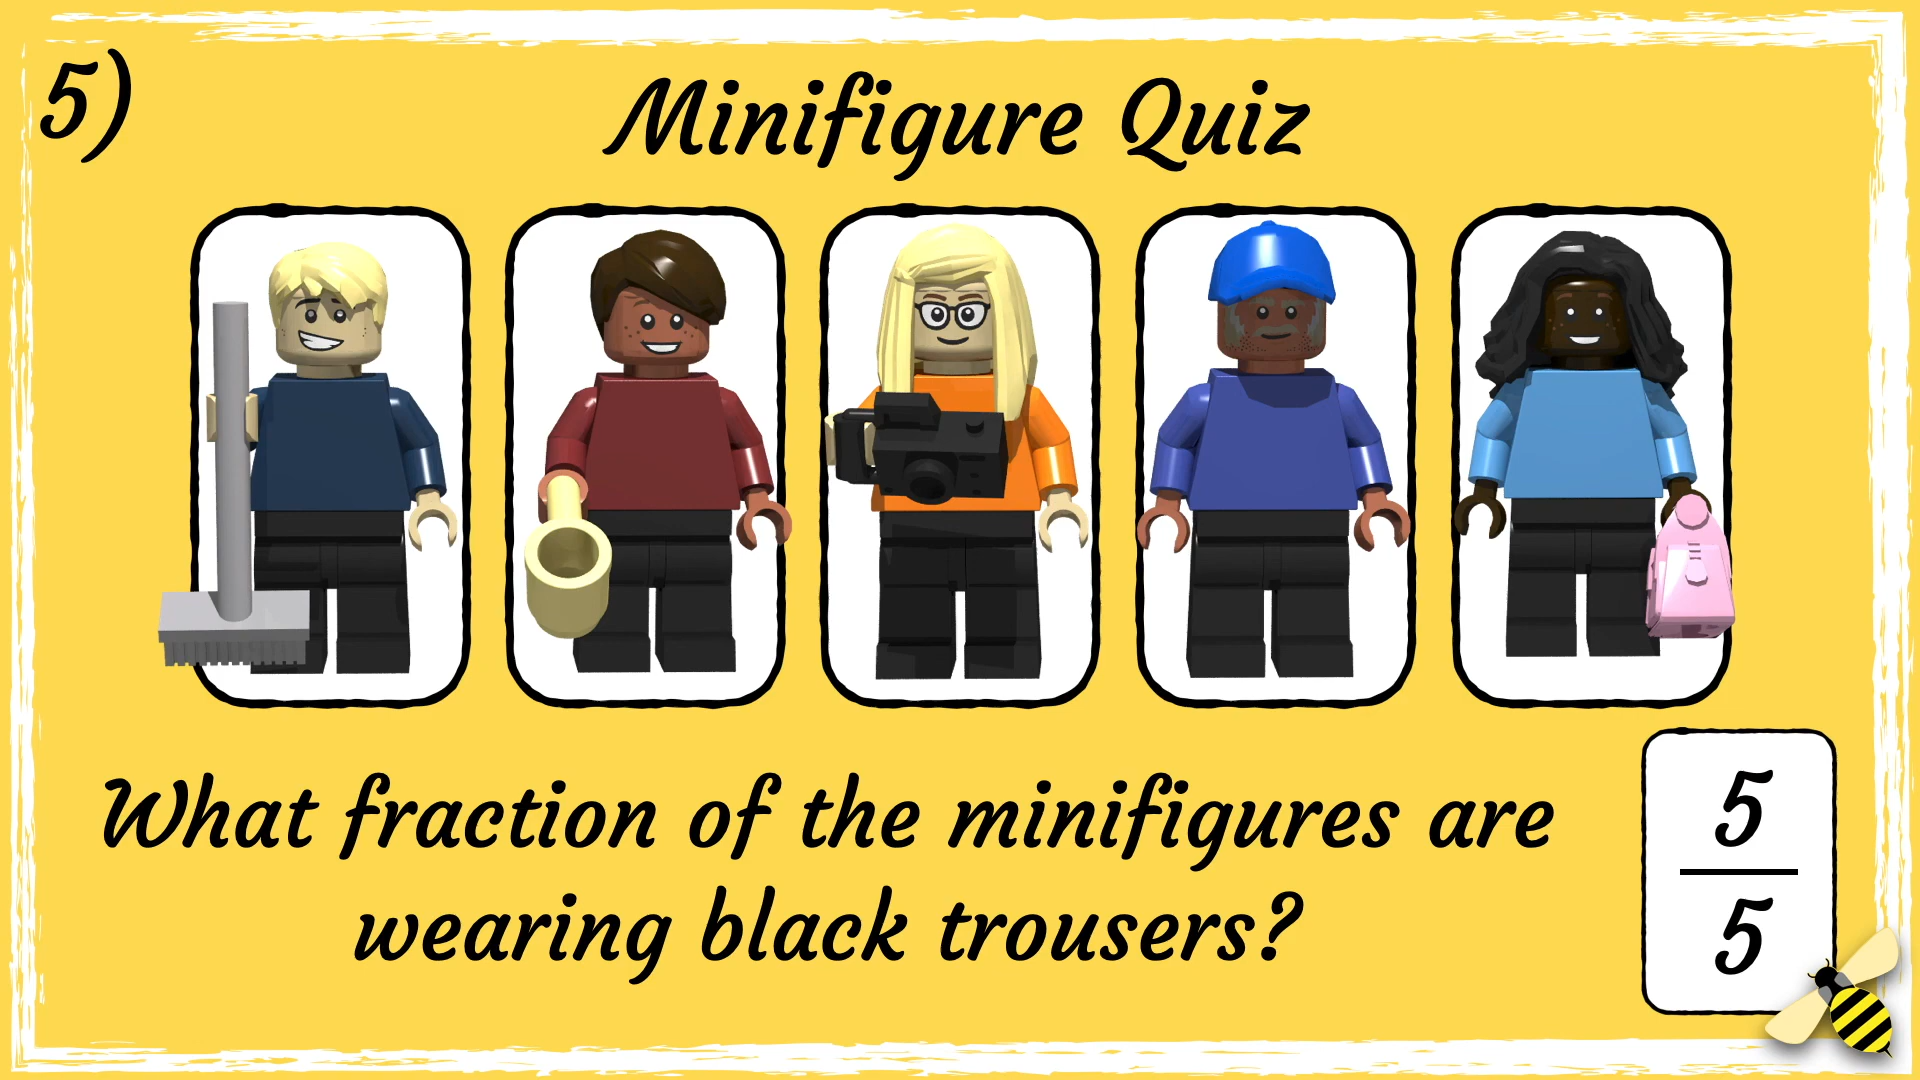 5)
Minifigure Quiz
What fraction of the minifigures are
wearing black trousers?
5
5